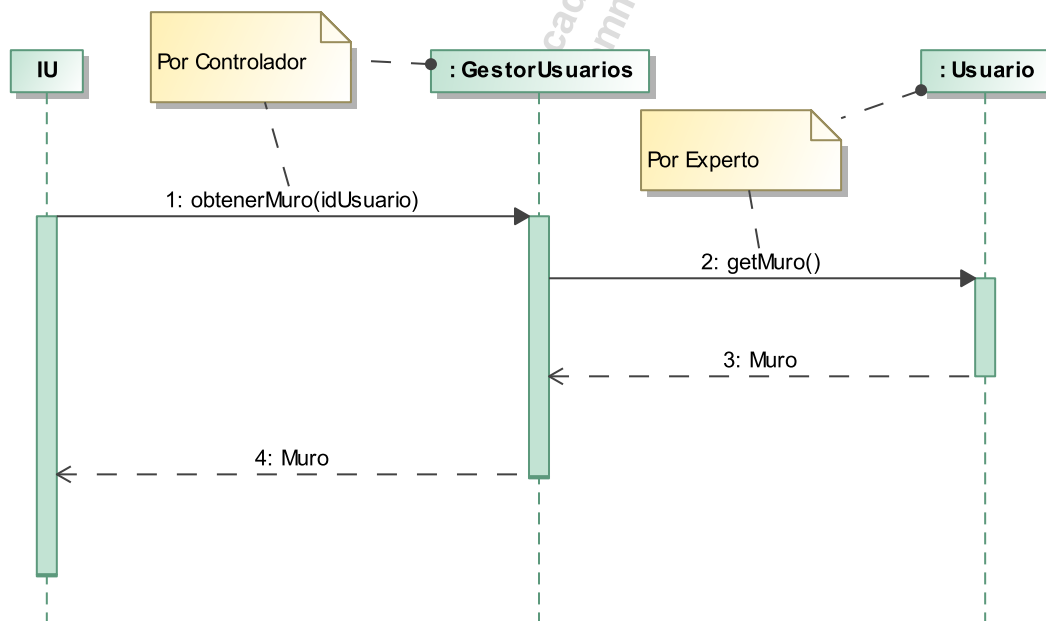 IU
Por Controlador
: GestorUsuarios
: Usuario
Por Experto
1: obtenerMuro(idUsuario)
2: getMuro()
3: Muro
4: Muro